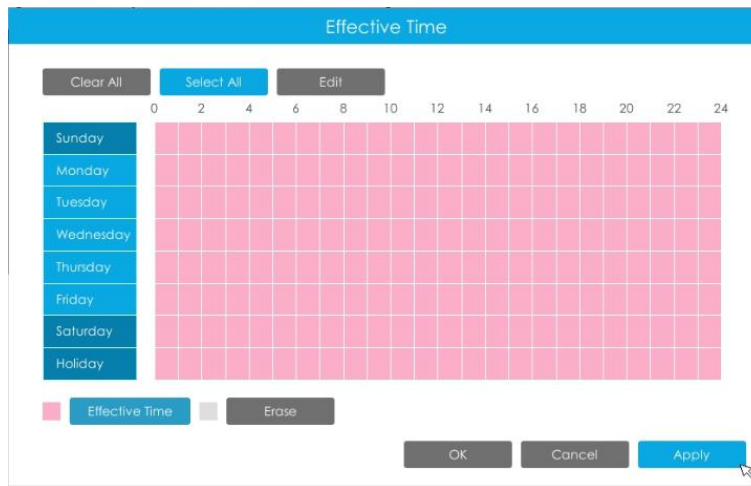 Effective Time
Clear All Select All Edit
0 2 4 6 8 10 12 14 16 18 20 22 24
Sunday
Monday
Tuesday
Wednesday
Thursday
Friday
Saturday
Holiday
Effective Time Erase
OK Cancel Apply